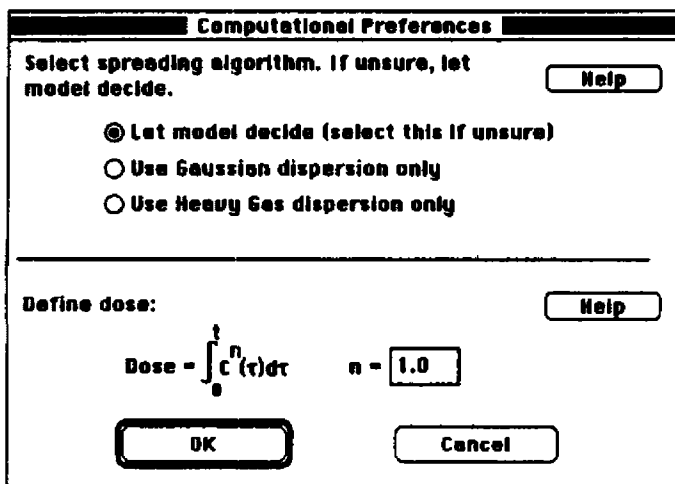 Computational Preferences
Select spreading algorithm. If unsure, let
model decide.
Help
Let model decide (select this if unsure)
Use Gaussian dispersion only
Use Heavy Gas dispersion only
Define dose:
Help
Dose = ∫₀ᵗ Cⁿ(τ)dτ
n = 1.0
OK
Cancel